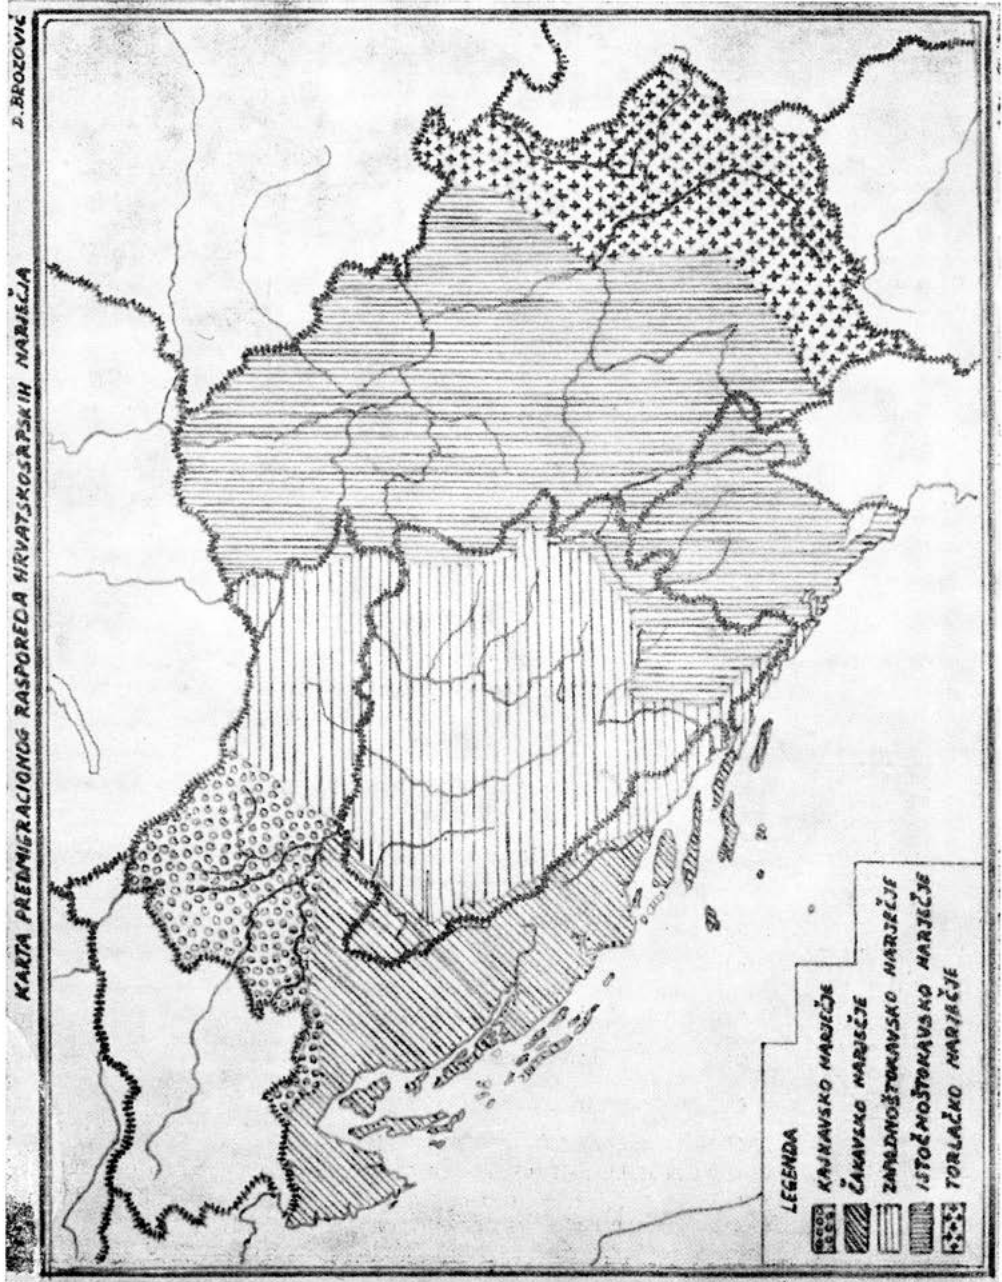 KARTA PREDMIGRACIONOG RASPOREDA HRVATSKOSRPSKIH NARJEČJA
D. BROZOVIĆ
LEGENDA
KAJKAVSKO NARJEČJE
ČAKAVSKO NARJEČJE
ZAPADNOŠTOKAVSKO NARJEČJE
ISTOČNOŠTOKAVSKO NARJEČJE
TORLAČKO NARJEČJE